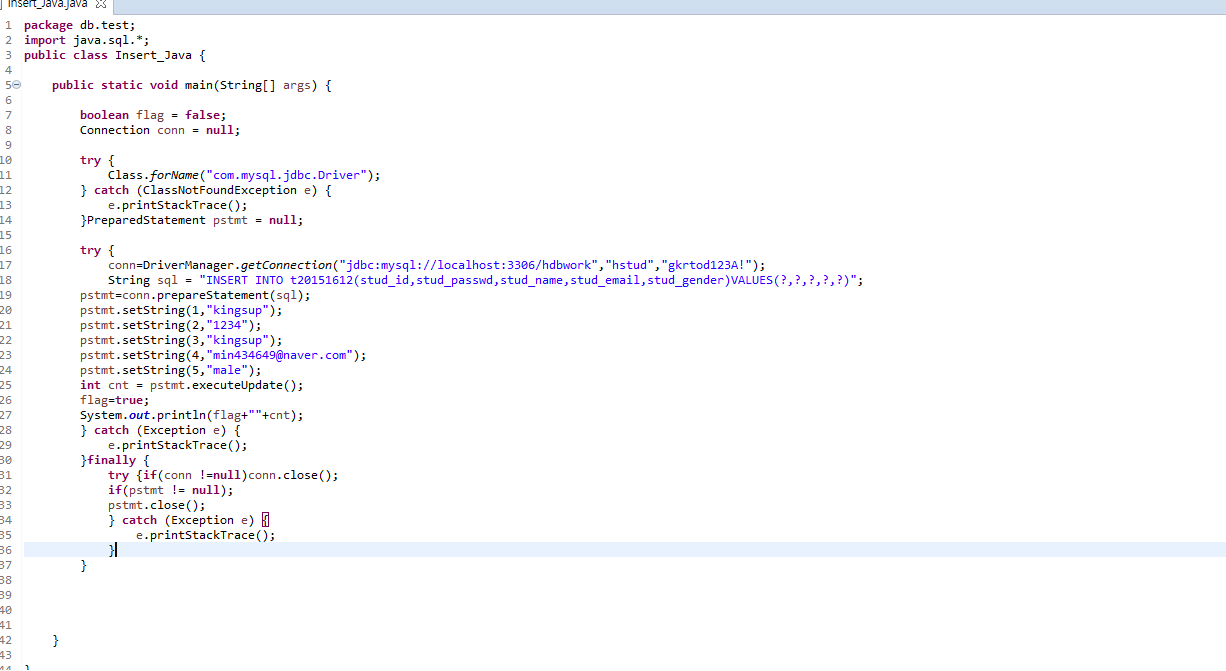 Insert_Java.java
1 package db.test;
2 import java.sql.*;
3 public class Insert_Java {
4
5 public static void main(String[] args) {
6
7 boolean flag = false;
8 Connection conn = null;
9
10 try {
11 Class.forName("com.mysql.jdbc.Driver");
12 } catch (ClassNotFoundException e) {
13 e.printStackTrace();
14 }PreparedStatement pstmt = null;
15
16 try {
17 conn=DriverManager.getConnection("jdbc:mysql://localhost:3306/hdbwork","hstud","gkrtod123A!");
18 String sql = "INSERT INTO t20151612(stud_id,stud_passwd,stud_name,stud_email,stud_gender)VALUES(?,?,?,?,?)";
19 pstmt=conn.prepareStatement(sql);
20 pstmt.setString(1,"kingsup");
21 pstmt.setString(2,"1234");
22 pstmt.setString(3,"kingsup");
23 pstmt.setString(4,"min434649@naver.com");
24 pstmt.setString(5,"male");
25 int cnt = pstmt.executeUpdate();
26 flag=true;
27 System.out.println(flag+""+cnt);
28 } catch (Exception e) {
29 e.printStackTrace();
30 }finally {
31 try {if(conn !=null)conn.close();
32 if(pstmt != null);
33 pstmt.close();
34 } catch (Exception e) {
35 e.printStackTrace();
36 }
37 }
38
39
40
41
42 }
43
44 }